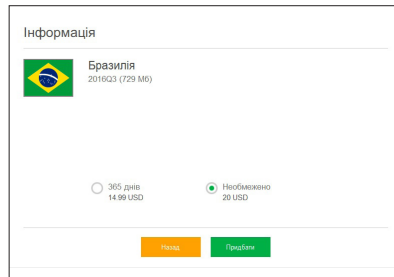 Інформація
Бразилія
2016Q3 (729 Мб)
365 днів
14.99 USD
Необмежено
20 USD
Назад
Придбати